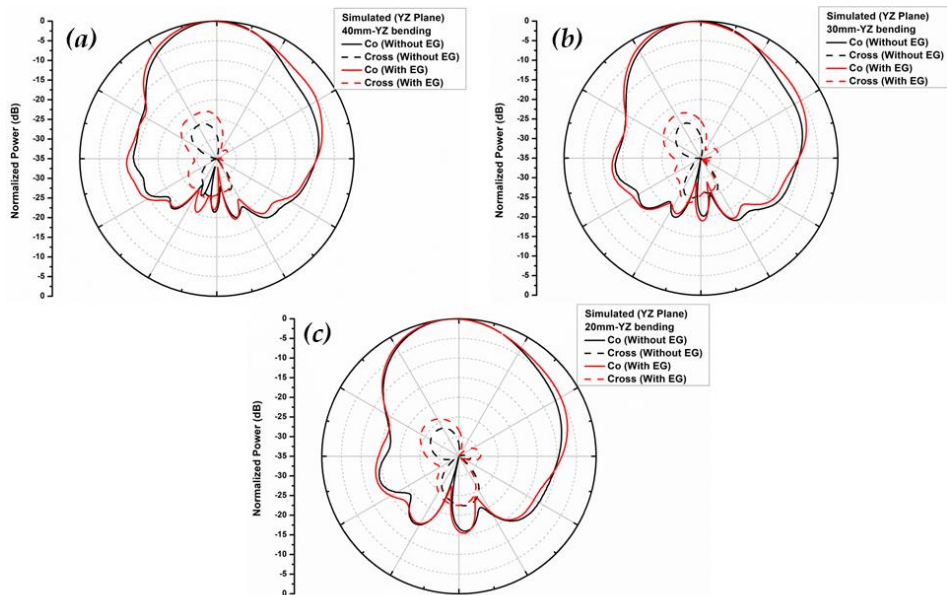 (a)
Simulated (YZ Plane)
40mm-YZ bending
Co (Without EG)
Cross (Without EG)
Co (With EG)
Cross (With EG)
Normalized Power (dB)
0
-5
-10
-15
-20
-25
-30
-35
-30
-25
-20
-15
-10
-5
0
(b)
Simulated (YZ Plane)
30mm-YZ bending
Co (Without EG)
Cross (Without EG)
Co (With EG)
Cross (With EG)
Normalized Power (dB)
0
-5
-10
-15
-20
-25
-30
-35
-30
-25
-20
-15
-10
-5
0
(c)
Simulated (YZ Plane)
20mm-YZ bending
Co (Without EG)
Cross (Without EG)
Co (With EG)
Cross (With EG)
Normalized Power (dB)
0
-5
-10
-15
-20
-25
-30
-35
-30
-25
-20
-15
-10
-5
0